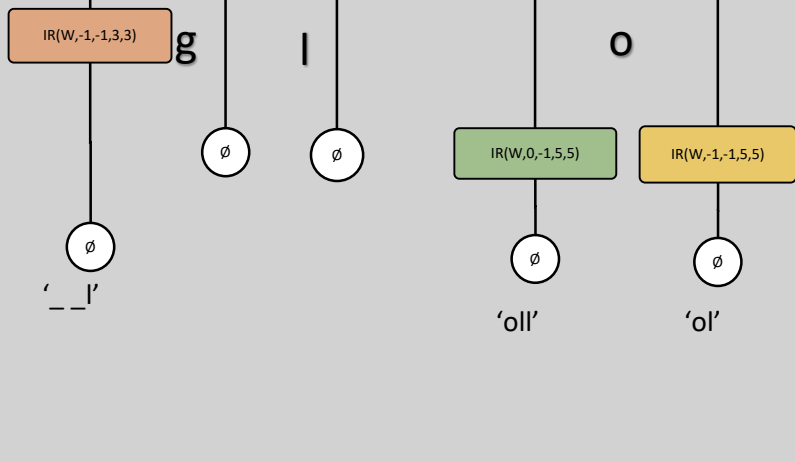 IR(W,-1,-1,3,3)
g
l
o
Ø
Ø
IR(W,0,-1,5,5)
IR(W,-1,-1,5,5)
Ø
Ø
Ø
‘_ _l’
‘oll’
‘ol’